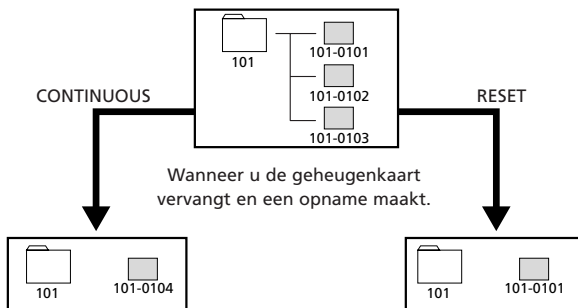 101
101-0101
101-0102
101-0103
CONTINUOUS
RESET
Wanneer u de geheugenkaart
vervangt en een opname maakt.
101
101-0104
101
101-0101